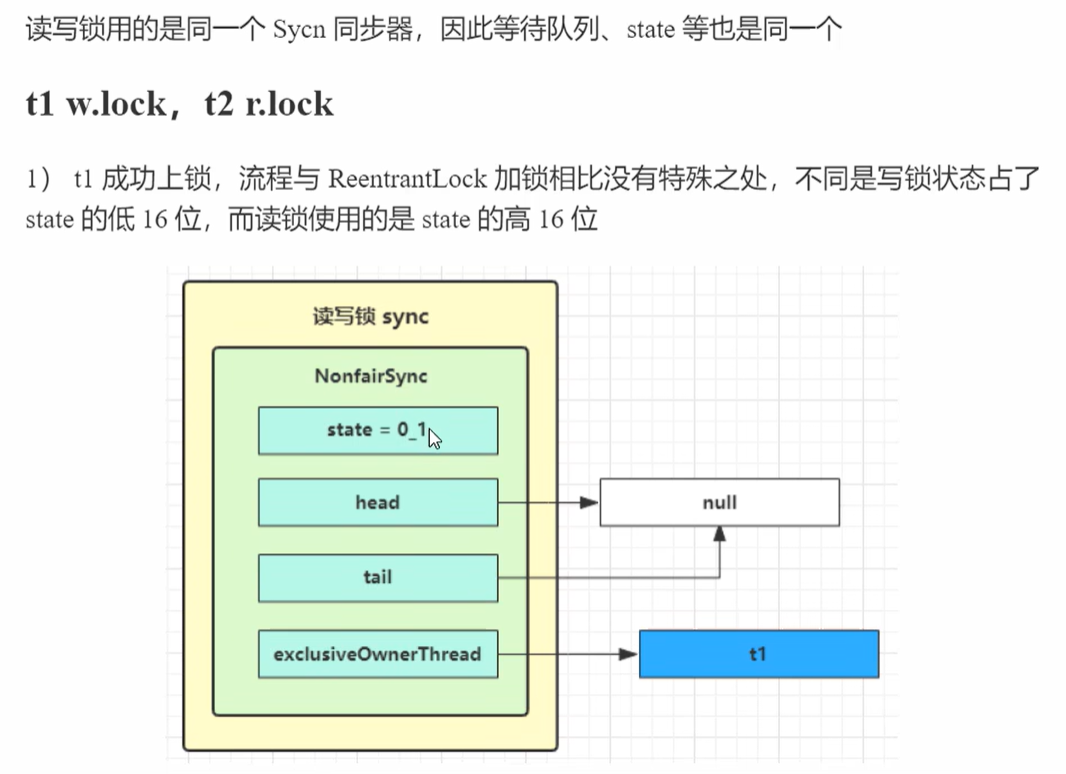 读写锁用的是同一个 Sycn 同步器，因此等待队列、state 等也是同一个
t1 w.lock，t2 r.lock
1） t1 成功上锁，流程与 ReentrantLock 加锁相比没有特殊之处，不同是写锁状态占了
state 的低 16 位，而读锁使用的是 state 的高 16 位
读写锁 sync
NonfairSync
state = 0_1
head
null
tail
exclusiveOwnerThread
t1